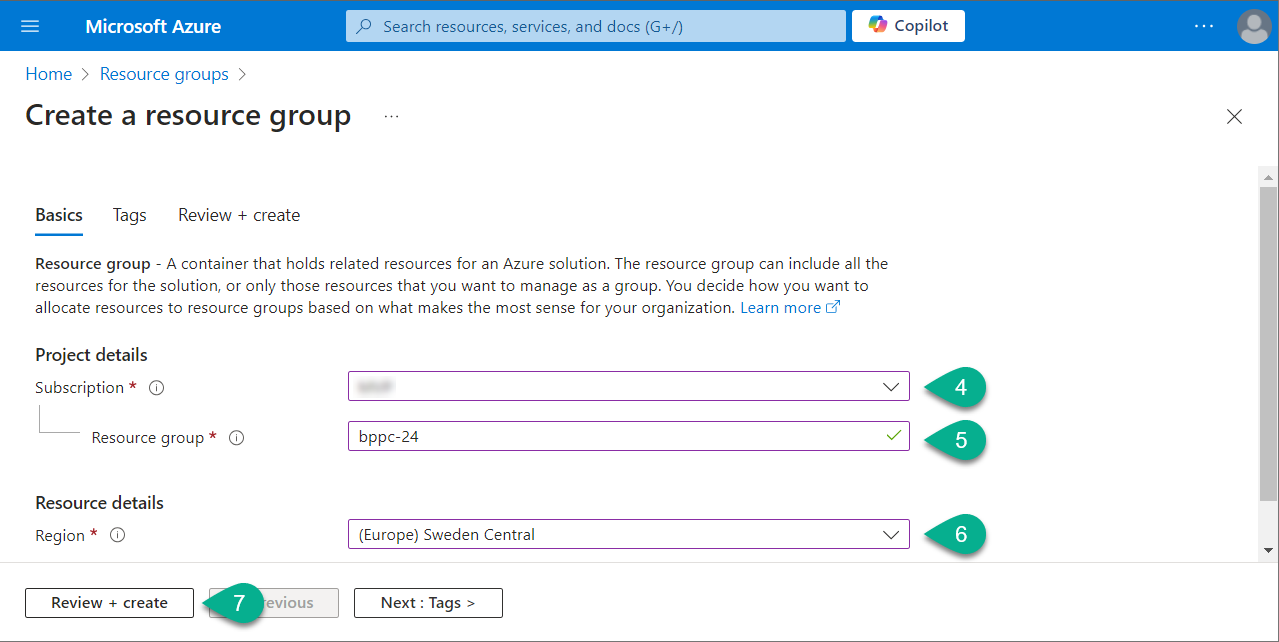 Microsoft Azure
Search resources, services, and docs (G+/)
Copilot
Home > Resource groups >
Create a resource group ...
Basics Tags Review + create
Resource group - A container that holds related resources for an Azure solution. The resource group can include all the
resources for the solution, or only those resources that you want to manage as a group. You decide how you want to
allocate resources to resource groups based on what makes the most sense for your organization. Learn more
Project details
Subscription *
4
Resource group * bppc-24
5
Resource details
Region * (Europe) Sweden Central
6
Review + create
7
Next : Tags >